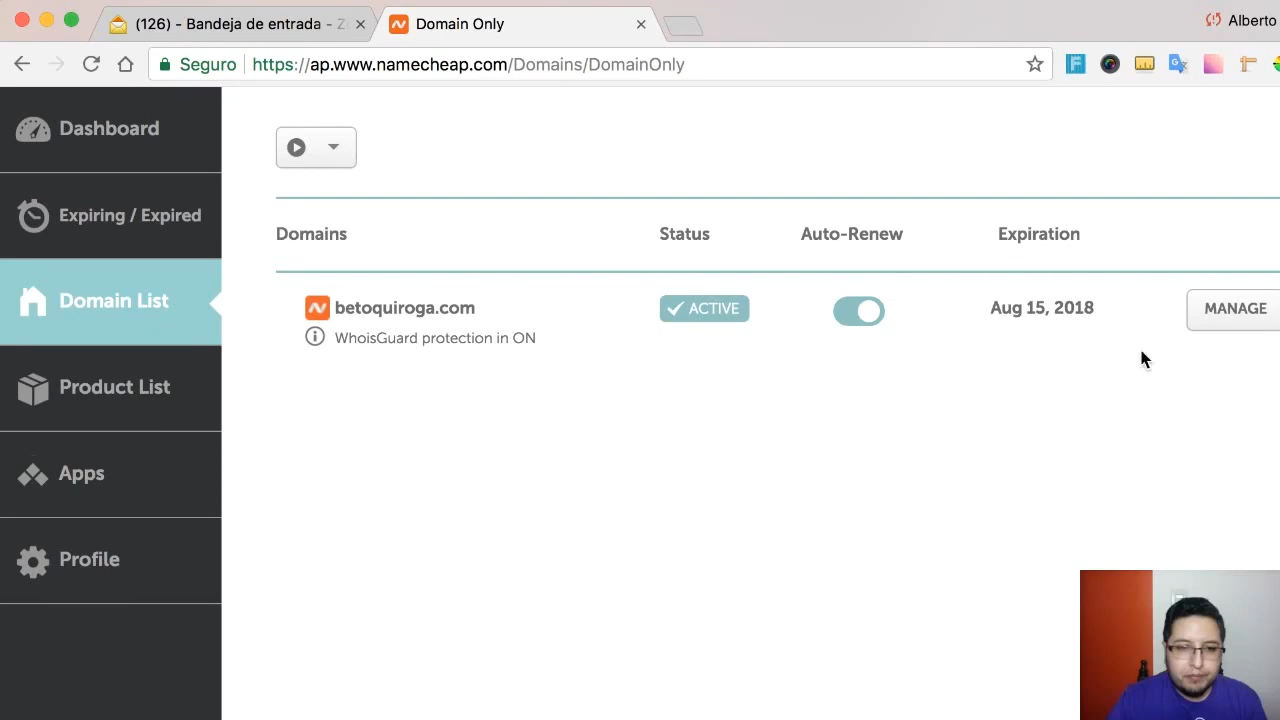 (126) - Bandeja de entrada - Z
Domain Only
Alberto
Seguro
https://ap.www.namecheap.com/Domains/DomainOnly
Dashboard
Expiring / Expired
Domain List
Product List
Apps
Profile
Domains
Status
Auto-Renew
Expiration
betoquiroga.com
ACTIVE
Aug 15, 2018
MANAGE
WhoisGuard protection in ON